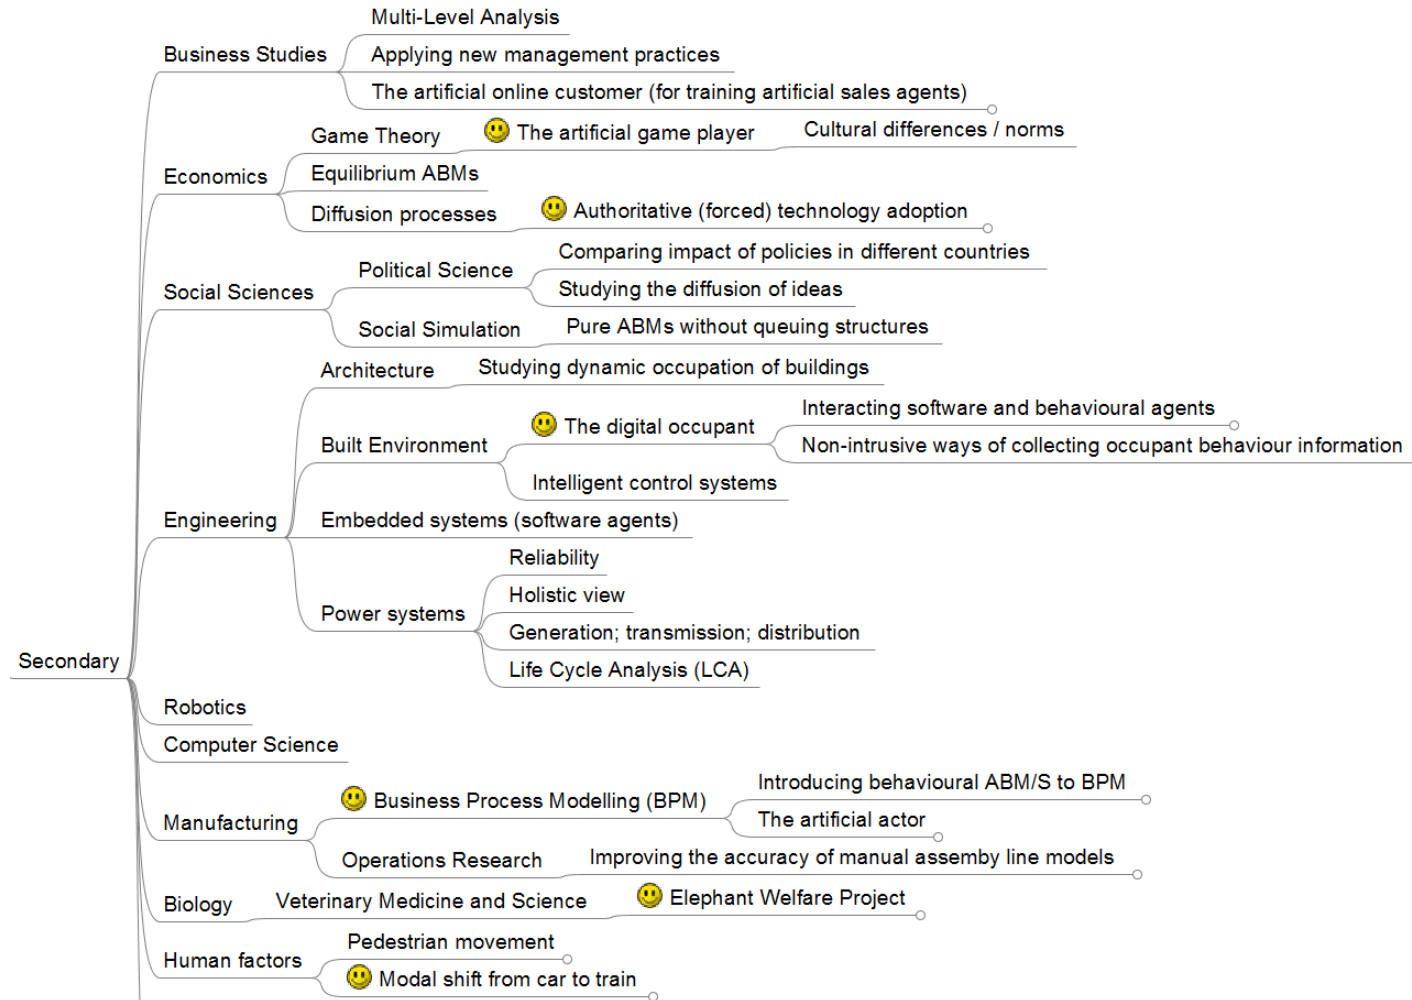 Multi-Level Analysis
Business Studies
Applying new management practices
The artificial online customer (for training artificial sales agents)
Game Theory
The artificial game player
Cultural differences / norms
Economics
Equilibrium ABMs
Diffusion processes
Authoritative (forced) technology adoption
Comparing impact of policies in different countries
Political Science
Studying the diffusion of ideas
Social Sciences
Social Simulation
Pure ABMs without queuing structures
Architecture
Studying dynamic occupation of buildings
Interacting software and behavioural agents
The digital occupant
Built Environment
Non-intrusive ways of collecting occupant behaviour information
Intelligent control systems
Engineering
Embedded systems (software agents)
Reliability
Holistic view
Power systems
Generation; transmission; distribution
Life Cycle Analysis (LCA)
Secondary
Robotics
Computer Science
Introducing behavioural ABM/S to BPM
Business Process Modelling (BPM)
The artificial actor
Manufacturing
Operations Research
Improving the accuracy of manual assemby line models
Biology
Veterinary Medicine and Science
Elephant Welfare Project
Pedestrian movement
Human factors
Modal shift from car to train